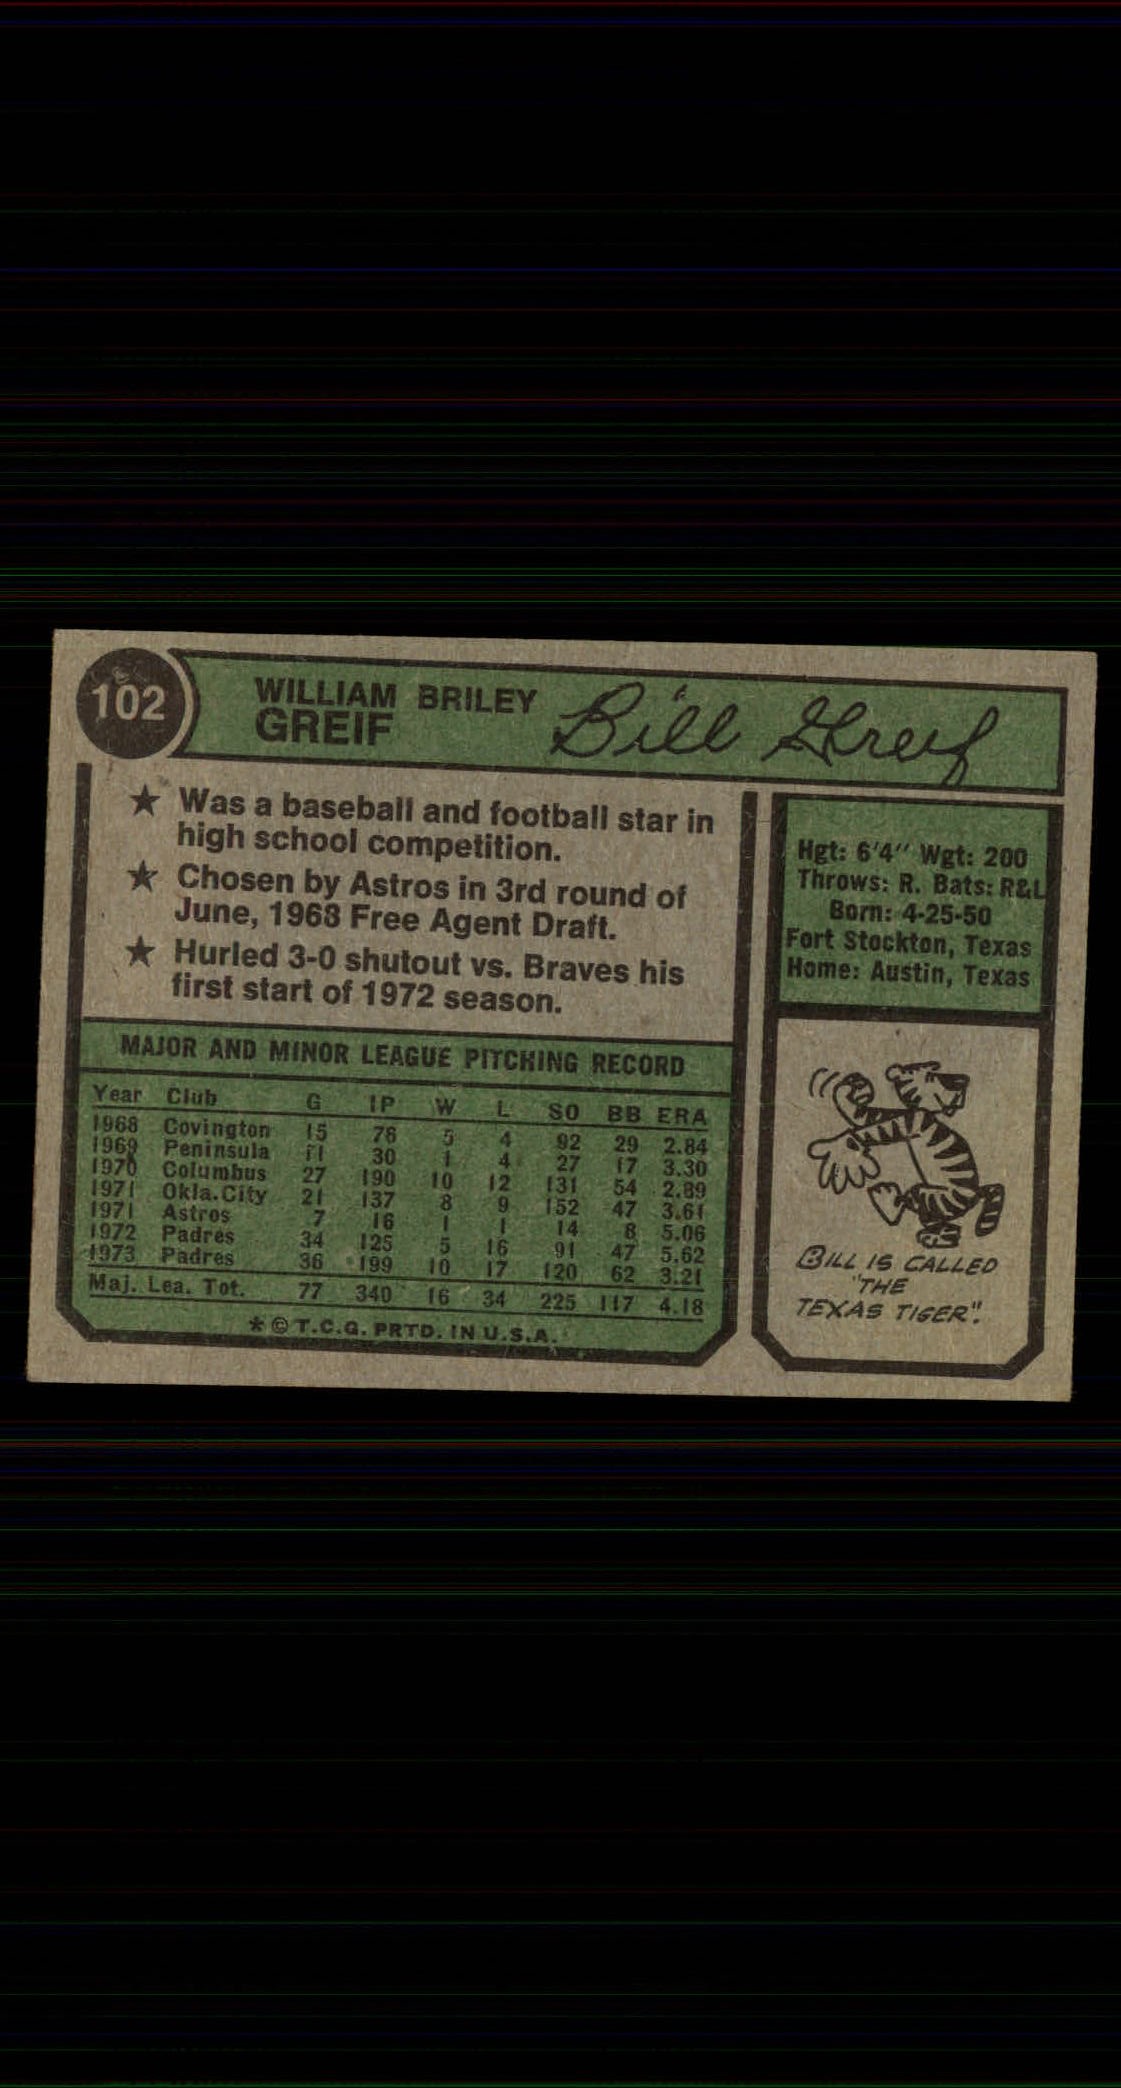 102
WILLIAM BRILEY
GREIF
Bill Greif
★ Was a baseball and football star in
high school competition.
★ Chosen by Astros in 3rd round of
June, 1968 Free Agent Draft.
★ Hurled 3-0 shutout vs. Braves his
first start of 1972 season.
Hgt: 6'4" Wgt: 200
Throws: R. Bats: R&L
Born: 4-25-50
Fort Stockton, Texas
Home: Austin, Texas
MAJOR AND MINOR LEAGUE PITCHING RECORD
Year Club G IP W L SO BB ERA
1968 Covington 15 76 5 4 92 29 2.84
1969 Peninsula 11 30 1 4 27 17 3.30
1970 Columbus 27 190 10 12 131 54 2.89
1971 Okla.City 21 137 8 9 152 47 3.61
1971 Astros 7 16 1 1 14 8 5.06
1972 Padres 34 125 5 16 91 47 5.62
1973 Padres 36 199 10 17 120 62 3.21
Maj. Lea. Tot. 77 340 16 34 225 117 4.18
* © T.C.G. PRTD. IN U.S.A.
BILL IS CALLED
"THE
TEXAS TIGER".